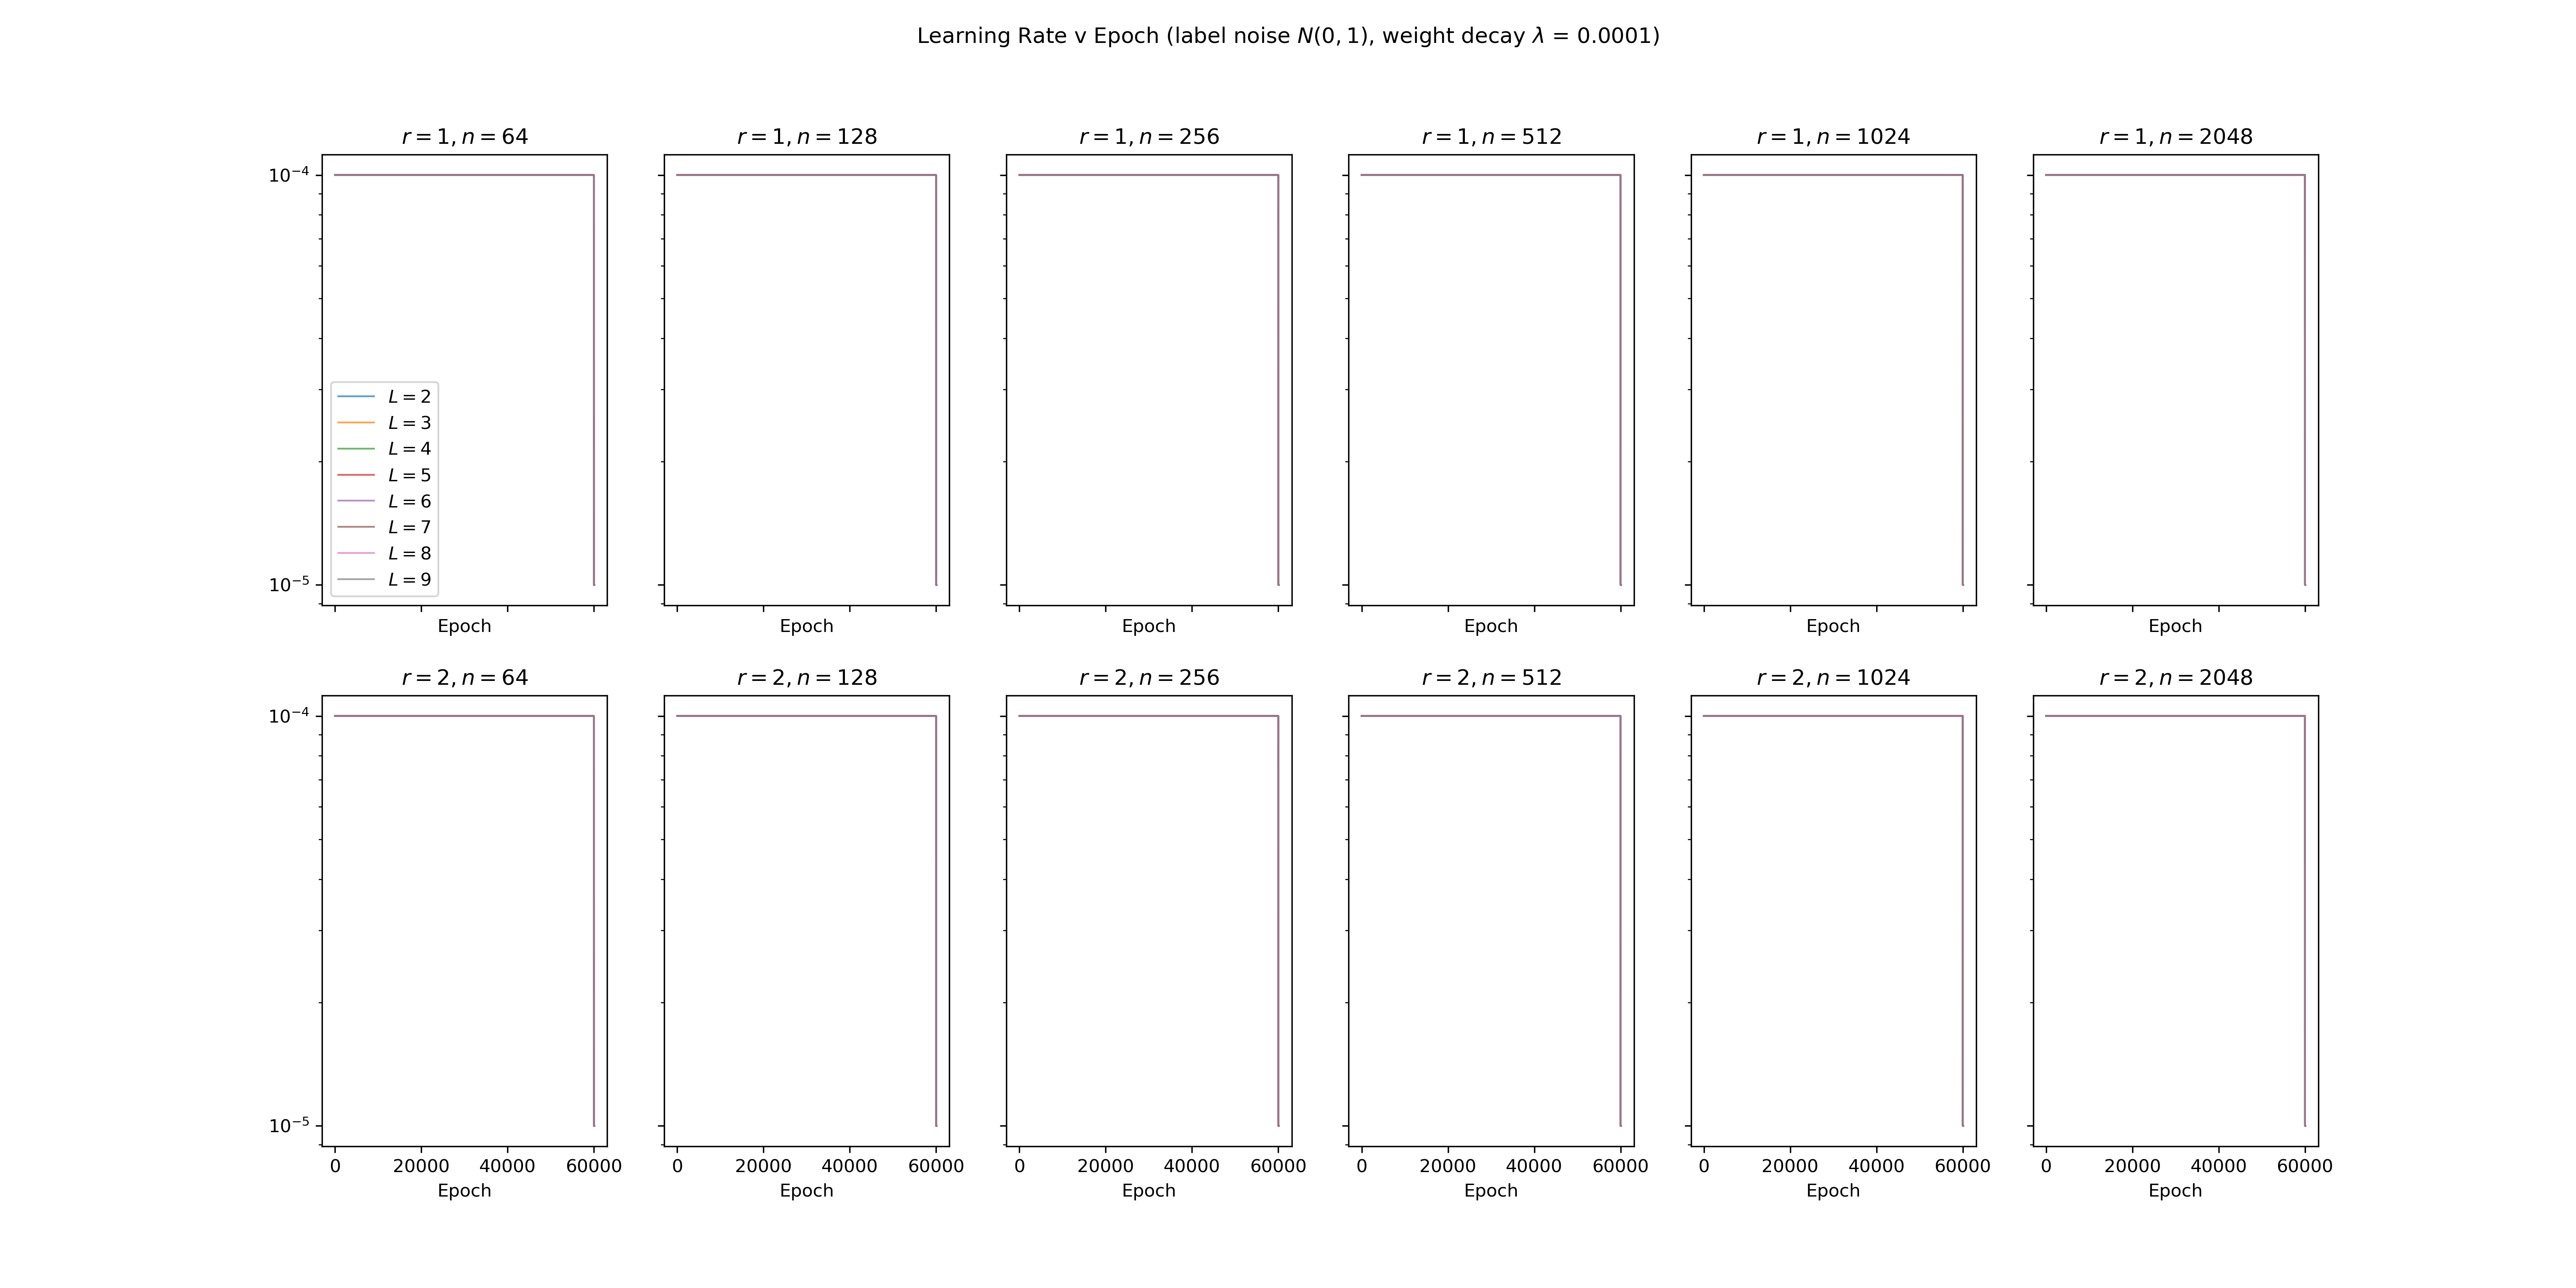 Learning Rate v Epoch (label noise N(0, 1), weight decay λ = 0.0001)
r = 1, n = 64
r = 1, n = 128
r = 1, n = 256
r = 1, n = 512
r = 1, n = 1024
r = 1, n = 2048
10⁻⁴
10⁻⁵
L = 2
L = 3
L = 4
L = 5
L = 6
L = 7
L = 8
L = 9
Epoch
Epoch
Epoch
Epoch
Epoch
Epoch
r = 2, n = 64
r = 2, n = 128
r = 2, n = 256
r = 2, n = 512
r = 2, n = 1024
r = 2, n = 2048
10⁻⁴
10⁻⁵
0 20000 40000 60000
0 20000 40000 60000
0 20000 40000 60000
0 20000 40000 60000
0 20000 40000 60000
0 20000 40000 60000
Epoch
Epoch
Epoch
Epoch
Epoch
Epoch